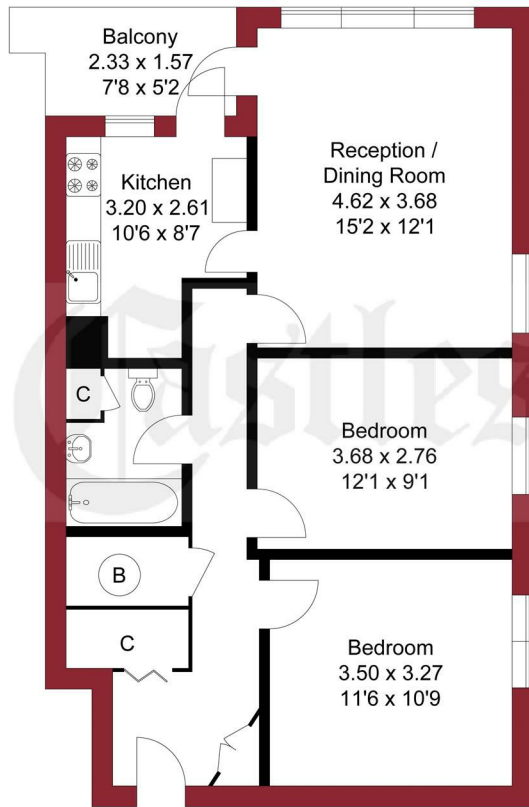 Balcony
2.33 x 1.57
7'8 x 5'2
Reception /
Dining Room
4.62 x 3.68
15'2 x 12'1
Kitchen
3.20 x 2.61
10'6 x 8'7
Castles
C
Bedroom
3.68 x 2.76
12'1 x 9'1
B
C
Bedroom
3.50 x 3.27
11'6 x 10'9